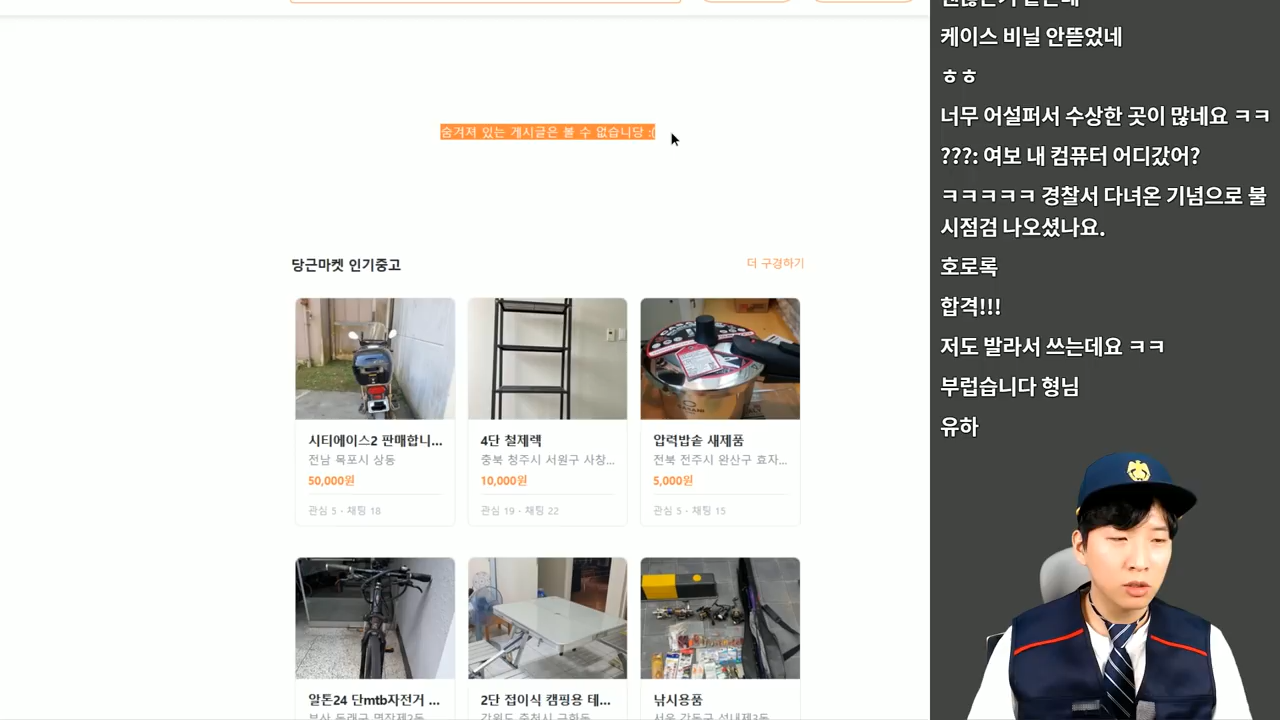 숨겨져 있는 게시글은 볼 수 없습니당 :(
당근마켓 인기중고
더 구경하기
시티에이스2 판매합니...
전남 목포시 상동
50,000원
관심 5 · 채팅 18
4단 철제렉
충북 청주시 서원구 사창...
10,000원
관심 19 · 채팅 22
압력밥솥 새제품
전북 전주시 완산구 효자...
5,000원
관심 5 · 채팅 15
알톤24 단mtb자전거 ...
2단 접이식 캠핑용 테...
낚시용품
케이스 비닐 안뜯었네
ㅎㅎ
너무 어설퍼서 수상한 곳이 많네요 ㅋㅋ
???: 여보 내 컴퓨터 어디갔어?
ㅋㅋㅋㅋㅋ 경찰서 다녀온 기념으로 불
시점검 나오셨나요.
호로록
합격!!!
저도 발라서 쓰는데요 ㅋㅋ
부럽습니다 형님
유하